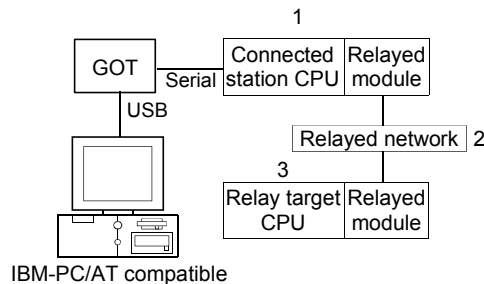 1
GOT
Serial
Connected
station CPU
Relayed
module
USB
Relayed network
2
3
Relay target
CPU
Relayed
module
IBM-PC/AT compatible